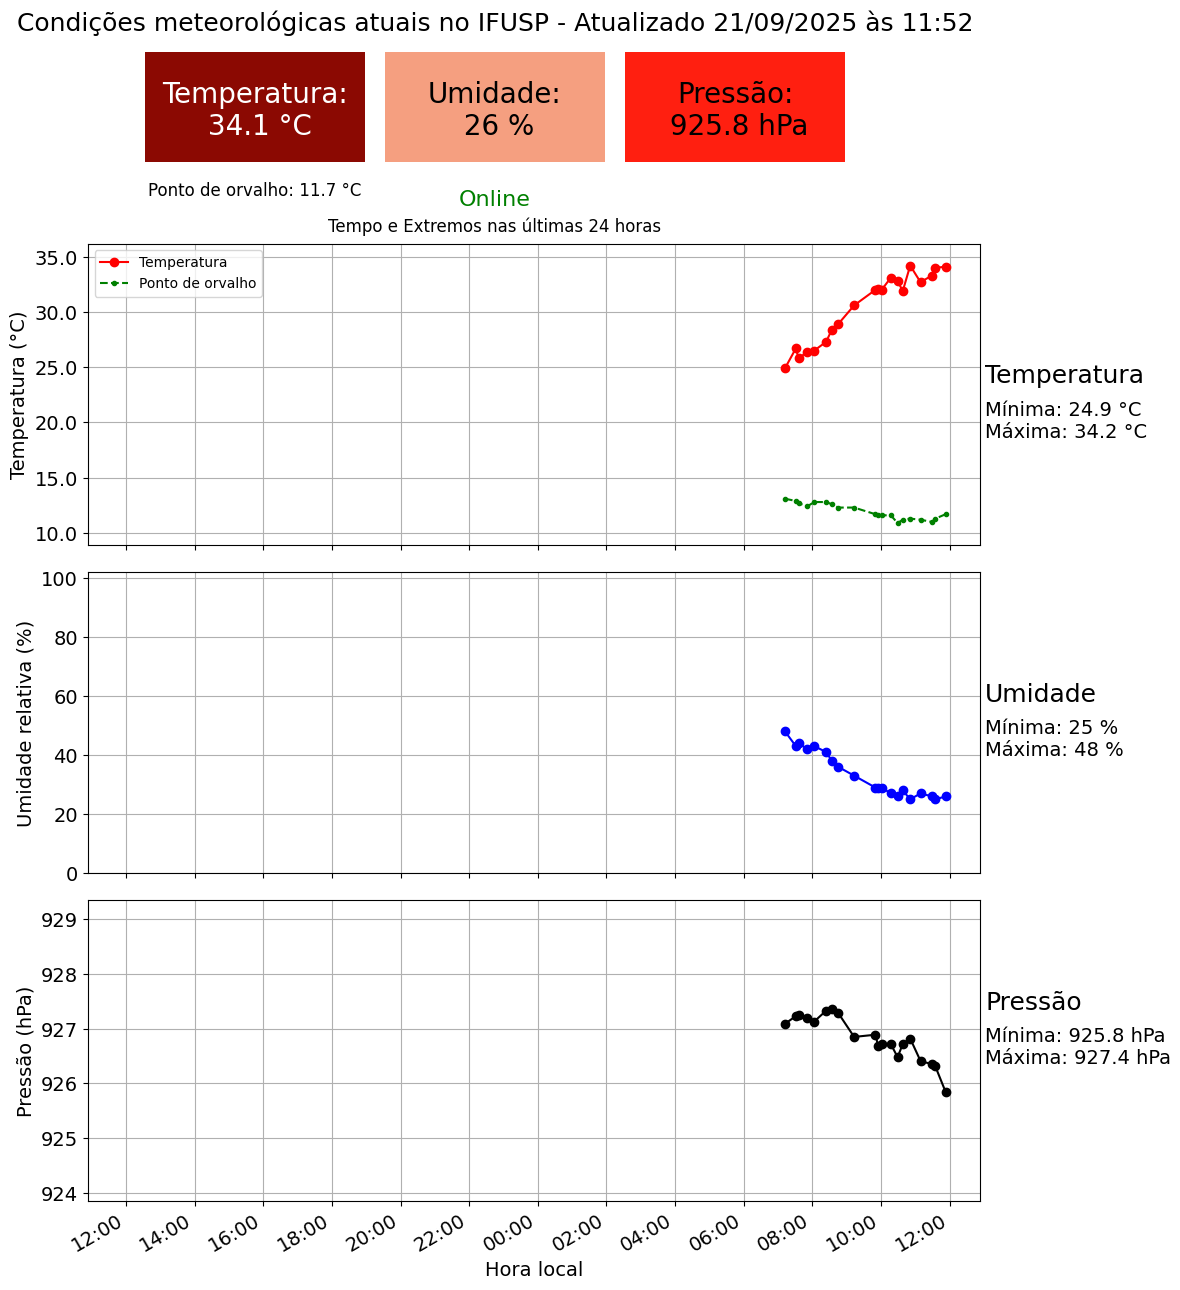 Condições meteorológicas atuais no IFUSP - Atualizado 21/09/2025 às 11:52
Temperatura:
34.1 °C
Umidade:
26 %
Pressão:
925.8 hPa
Ponto de orvalho: 11.7 °C
Online
Tempo e Extremos nas últimas 24 horas
Temperatura (°C)
35.0
30.0
25.0
20.0
15.0
10.0
Temperatura
Ponto de orvalho
Temperatura
Mínima: 24.9 °C
Máxima: 34.2 °C
Umidade relativa (%)
100
80
60
40
20
0
Umidade
Mínima: 25 %
Máxima: 48 %
Pressão (hPa)
929
928
927
926
925
924
Pressão
Mínima: 925.8 hPa
Máxima: 927.4 hPa
12:00 14:00 16:00 18:00 20:00 22:00 00:00 02:00 04:00 06:00 08:00 10:00 12:00
Hora local